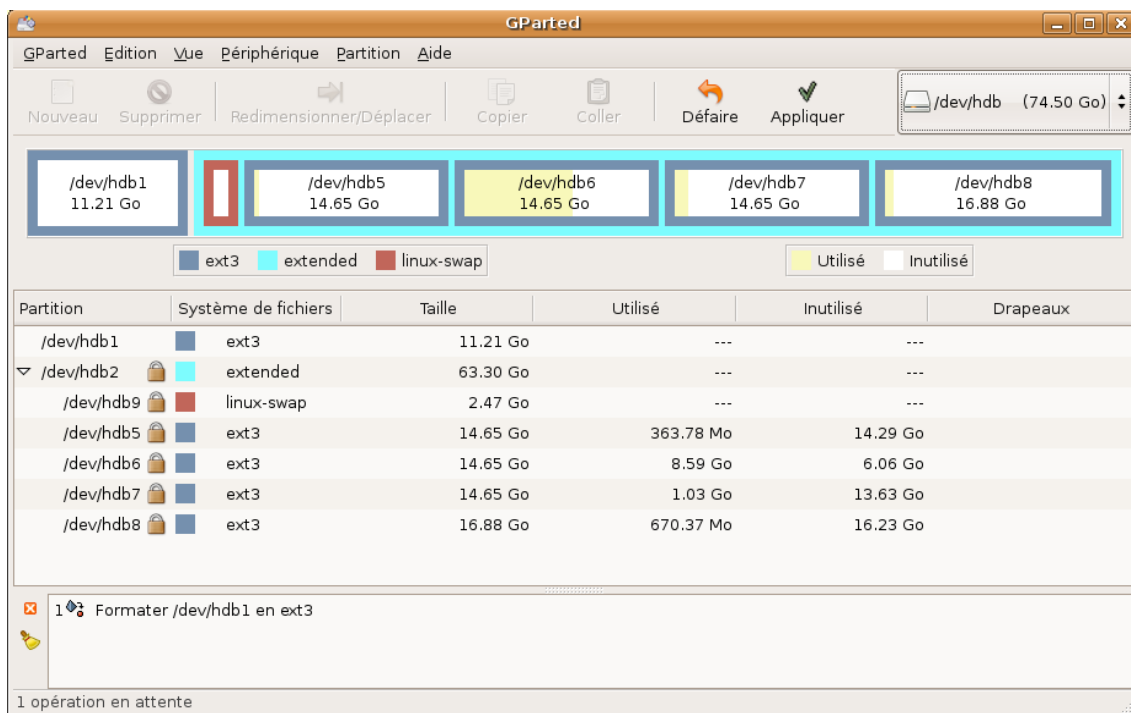 GParted
GParted Edition Vue Périphérique Partition Aide
Nouveau Supprimer Redimensionner/Déplacer Copier Coller Défaire Appliquer /dev/hdb (74.50 Go)
/dev/hdb1 /dev/hdb5 /dev/hdb6 /dev/hdb7 /dev/hdb8
11.21 Go 14.65 Go 14.65 Go 14.65 Go 16.88 Go
ext3 extended linux-swap Utilisé Inutilisé
Partition Système de fichiers Taille Utilisé Inutilisé Drapeaux
/dev/hdb1 ext3 11.21 Go --- ---
/dev/hdb2 extended 63.30 Go --- ---
/dev/hdb9 linux-swap 2.47 Go --- ---
/dev/hdb5 ext3 14.65 Go 363.78 Mo 14.29 Go
/dev/hdb6 ext3 14.65 Go 8.59 Go 6.06 Go
/dev/hdb7 ext3 14.65 Go 1.03 Go 13.63 Go
/dev/hdb8 ext3 16.88 Go 670.37 Mo 16.23 Go
1 Formater /dev/hdb1 en ext3
1 opération en attente